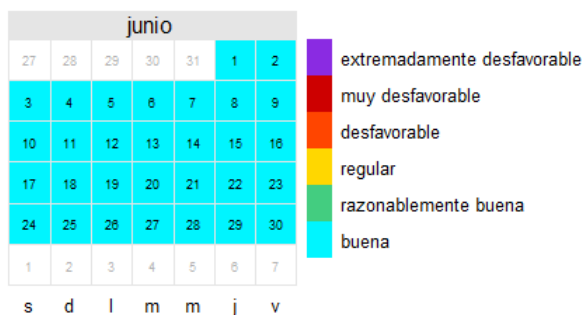 junio
27 28 29 30 31 1 2
3 4 5 6 7 8 9
10 11 12 13 14 15 16
17 18 19 20 21 22 23
24 25 26 27 28 29 30
1 2 3 4 5 6 7
s d l m m j v
extremadamente desfavorable
muy desfavorable
desfavorable
regular
razonablemente buena
buena